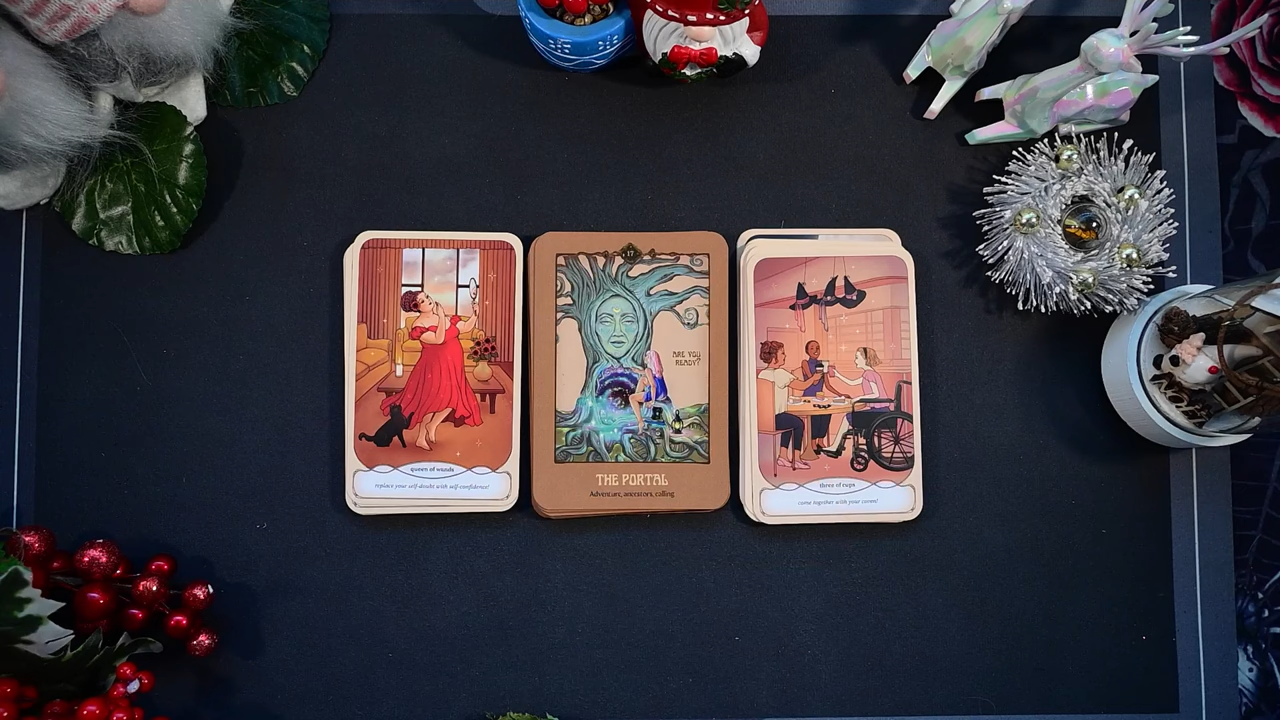 queen of wands
replace your self-doubt with self-confidence!
17
ARE YOU
READY?
THE PORTAL
Adventure, ancestors, calling
three of cups
come together with your coven!